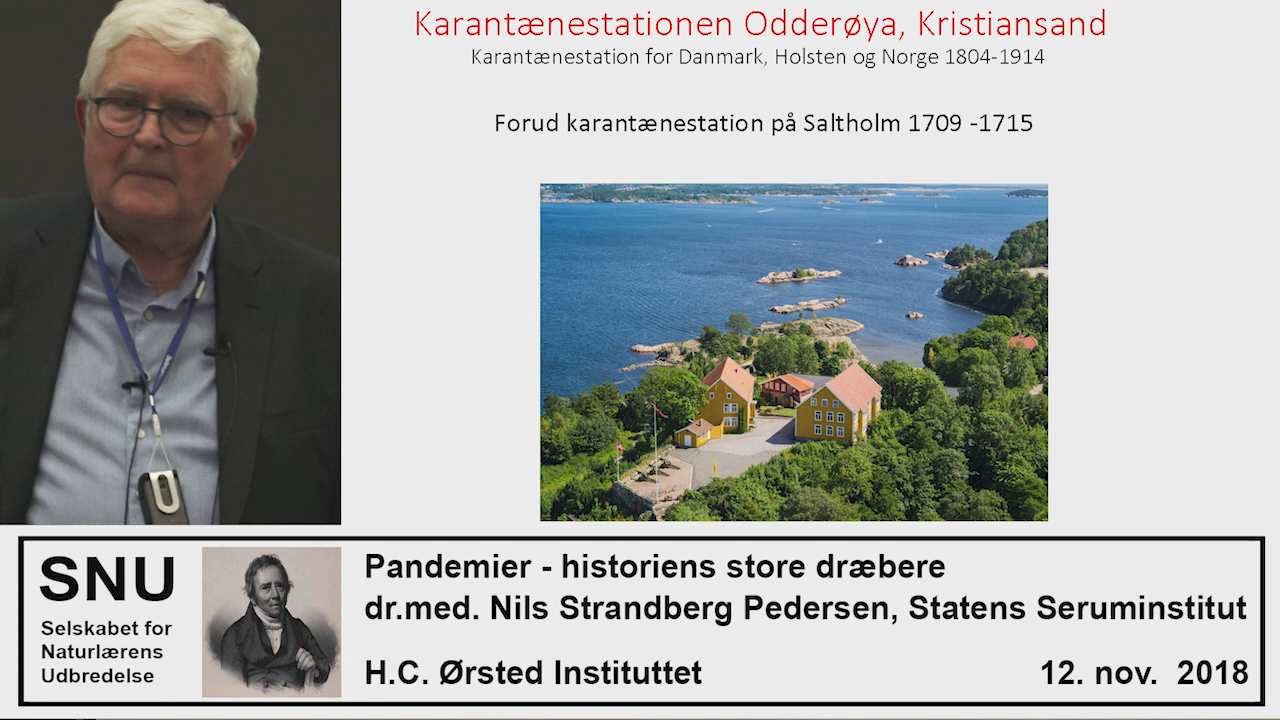 Karantænestationen Odderøya, Kristiansand
Karantænestation for Danmark, Holsten og Norge 1804-1914
Forud karantænestation på Saltholm 1709 -1715
SNU
Selskabet for
Naturlærens
Udbredelse
Pandemier - historiens store dræbere
dr.med. Nils Strandberg Pedersen, Statens Seruminstitut
H.C. Ørsted Instituttet
12. nov. 2018